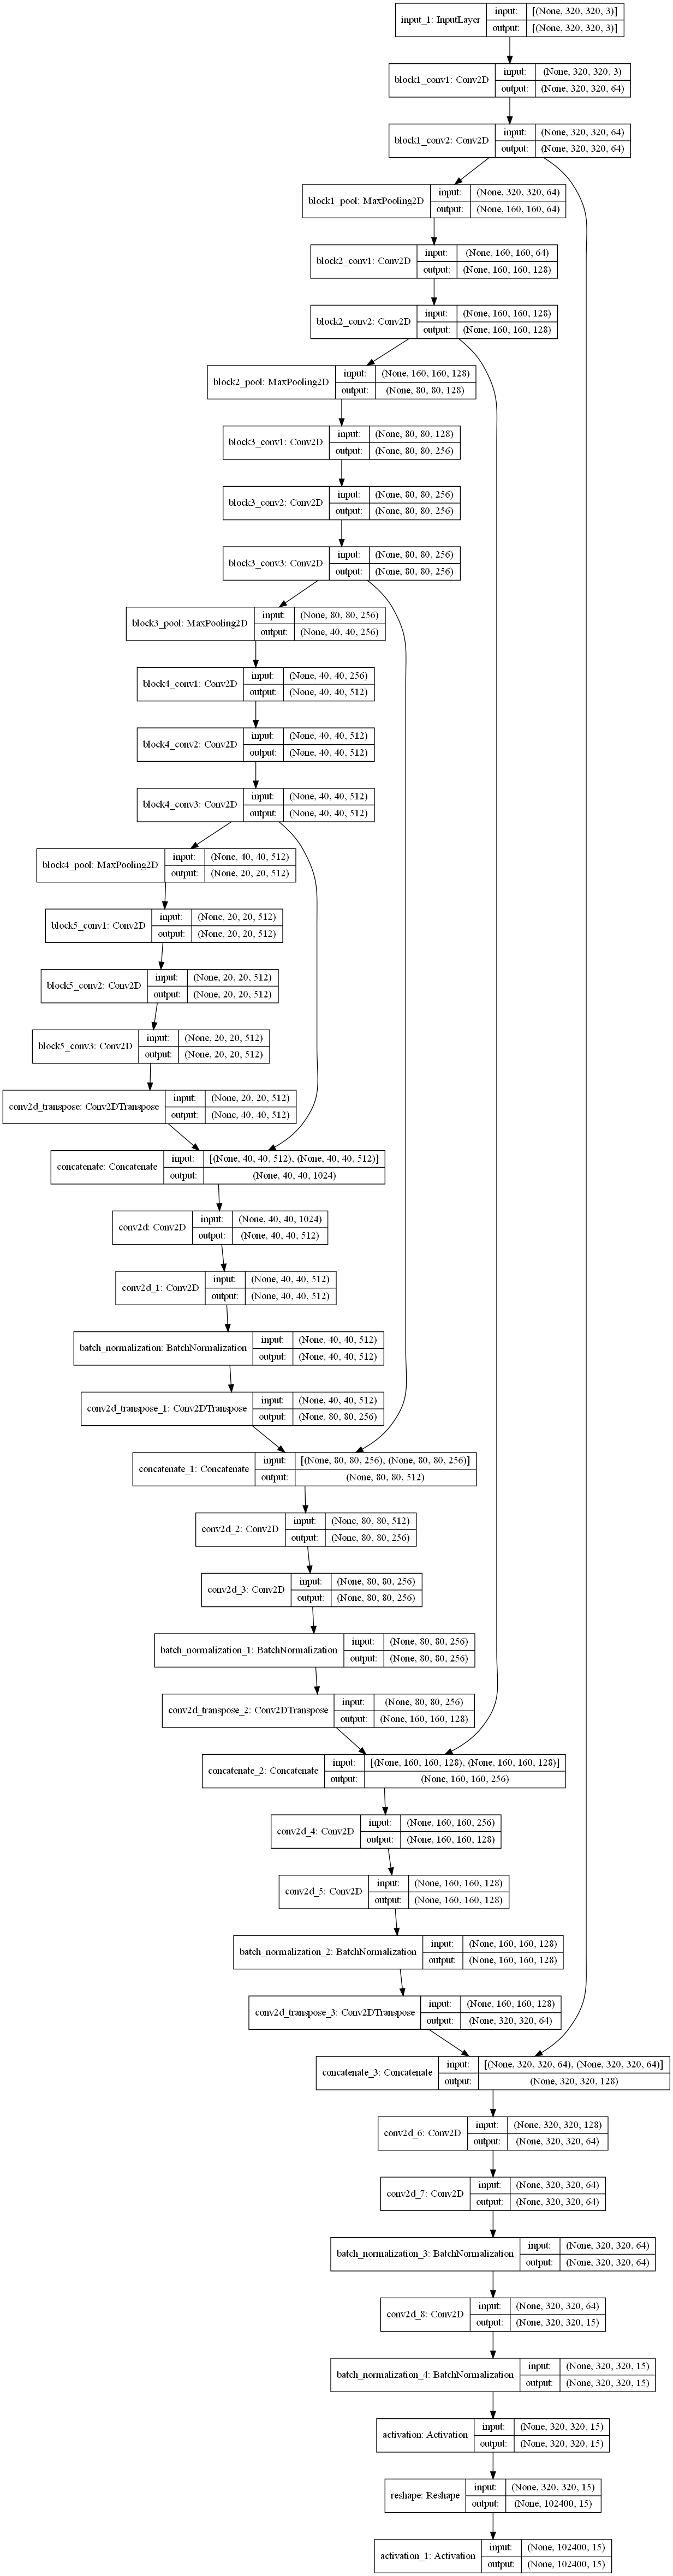 input_1: InputLayer
input: [(None, 320, 320, 3)]
output: [(None, 320, 320, 3)]
block1_conv1: Conv2D
input: (None, 320, 320, 3)
output: (None, 320, 320, 64)
block1_conv2: Conv2D
input: (None, 320, 320, 64)
output: (None, 320, 320, 64)
block1_pool: MaxPooling2D
input: (None, 320, 320, 64)
output: (None, 160, 160, 64)
block2_conv1: Conv2D
input: (None, 160, 160, 64)
output: (None, 160, 160, 128)
block2_conv2: Conv2D
input: (None, 160, 160, 128)
output: (None, 160, 160, 128)
block2_pool: MaxPooling2D
input: (None, 160, 160, 128)
output: (None, 80, 80, 128)
block3_conv1: Conv2D
input: (None, 80, 80, 128)
output: (None, 80, 80, 256)
block3_conv2: Conv2D
input: (None, 80, 80, 256)
output: (None, 80, 80, 256)
block3_conv3: Conv2D
input: (None, 80, 80, 256)
output: (None, 80, 80, 256)
block3_pool: MaxPooling2D
input: (None, 80, 80, 256)
output: (None, 40, 40, 256)
block4_conv1: Conv2D
input: (None, 40, 40, 256)
output: (None, 40, 40, 512)
block4_conv2: Conv2D
input: (None, 40, 40, 512)
output: (None, 40, 40, 512)
block4_conv3: Conv2D
input: (None, 40, 40, 512)
output: (None, 40, 40, 512)
block4_pool: MaxPooling2D
input: (None, 40, 40, 512)
output: (None, 20, 20, 512)
block5_conv1: Conv2D
input: (None, 20, 20, 512)
output: (None, 20, 20, 512)
block5_conv2: Conv2D
input: (None, 20, 20, 512)
output: (None, 20, 20, 512)
block5_conv3: Conv2D
input: (None, 20, 20, 512)
output: (None, 20, 20, 512)
conv2d_transpose: Conv2DTranspose
input: (None, 20, 20, 512)
output: (None, 40, 40, 512)
concatenate: Concatenate
input: [(None, 40, 40, 512), (None, 40, 40, 512)]
output: (None, 40, 40, 1024)
conv2d: Conv2D
input: (None, 40, 40, 1024)
output: (None, 40, 40, 512)
conv2d_1: Conv2D
input: (None, 40, 40, 512)
output: (None, 40, 40, 512)
batch_normalization: BatchNormalization
input: (None, 40, 40, 512)
output: (None, 40, 40, 512)
conv2d_transpose_1: Conv2DTranspose
input: (None, 40, 40, 512)
output: (None, 80, 80, 256)
concatenate_1: Concatenate
input: [(None, 80, 80, 256), (None, 80, 80, 256)]
output: (None, 80, 80, 512)
conv2d_2: Conv2D
input: (None, 80, 80, 512)
output: (None, 80, 80, 256)
conv2d_3: Conv2D
input: (None, 80, 80, 256)
output: (None, 80, 80, 256)
batch_normalization_1: BatchNormalization
input: (None, 80, 80, 256)
output: (None, 80, 80, 256)
conv2d_transpose_2: Conv2DTranspose
input: (None, 80, 80, 256)
output: (None, 160, 160, 128)
concatenate_2: Concatenate
input: [(None, 160, 160, 128), (None, 160, 160, 128)]
output: (None, 160, 160, 256)
conv2d_4: Conv2D
input: (None, 160, 160, 256)
output: (None, 160, 160, 128)
conv2d_5: Conv2D
input: (None, 160, 160, 128)
output: (None, 160, 160, 128)
batch_normalization_2: BatchNormalization
input: (None, 160, 160, 128)
output: (None, 160, 160, 128)
conv2d_transpose_3: Conv2DTranspose
input: (None, 160, 160, 128)
output: (None, 320, 320, 64)
concatenate_3: Concatenate
input: [(None, 320, 320, 64), (None, 320, 320, 64)]
output: (None, 320, 320, 128)
conv2d_6: Conv2D
input: (None, 320, 320, 128)
output: (None, 320, 320, 64)
conv2d_7: Conv2D
input: (None, 320, 320, 64)
output: (None, 320, 320, 64)
batch_normalization_3: BatchNormalization
input: (None, 320, 320, 64)
output: (None, 320, 320, 64)
conv2d_8: Conv2D
input: (None, 320, 320, 64)
output: (None, 320, 320, 15)
batch_normalization_4: BatchNormalization
input: (None, 320, 320, 15)
output: (None, 320, 320, 15)
activation: Activation
input: (None, 320, 320, 15)
output: (None, 320, 320, 15)
reshape: Reshape
input: (None, 320, 320, 15)
output: (None, 102400, 15)
activation_1: Activation
input: (None, 102400, 15)
output: (None, 102400, 15)